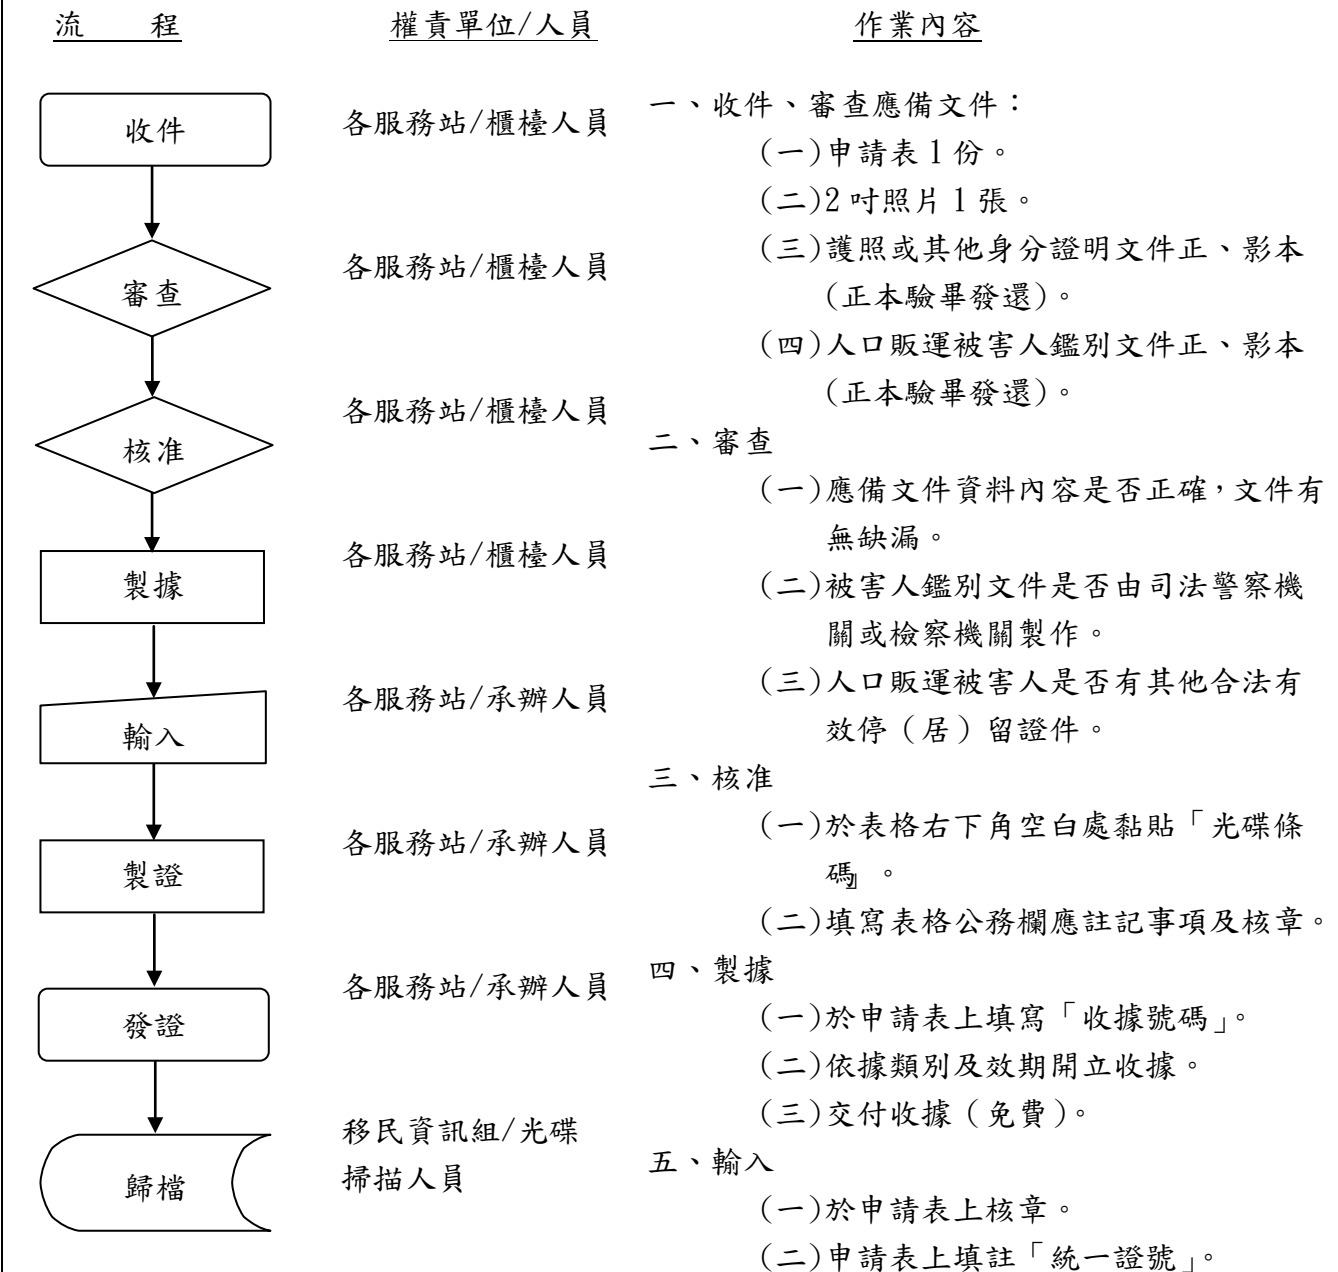 流　程　權責單位/人員　作業內容
收件
審查
核准
製據
輸入
製證
發證
歸檔
各服務站/櫃檯人員
各服務站/櫃檯人員
各服務站/櫃檯人員
各服務站/櫃檯人員
各服務站/承辦人員
各服務站/承辦人員
各服務站/承辦人員
移民資訊組/光碟
掃描人員
一、收件、審查應備文件：
(一)申請表 1 份。
(二)2 吋照片 1 張。
(三)護照或其他身分證明文件正、影本
(正本驗畢發還)。
(四)人口販運被害人鑑別文件正、影本
(正本驗畢發還)。
二、審查
(一)應備文件資料內容是否正確，文件有
無缺漏。
(二)被害人鑑別文件是否由司法警察機
關或檢察機關製作。
(三)人口販運被害人是否有其他合法有
效停（居）留證件。
三、核准
(一)於表格右下角空白處黏貼「光碟條
碼』。
(二)填寫表格公務欄應註記事項及核章。
四、製據
(一)於申請表上填寫「收據號碼」。
(二)依據類別及效期開立收據。
(三)交付收據（免費）。
五、輸入
(一)於申請表上核章。
(二)申請表上填註「統一證號」。